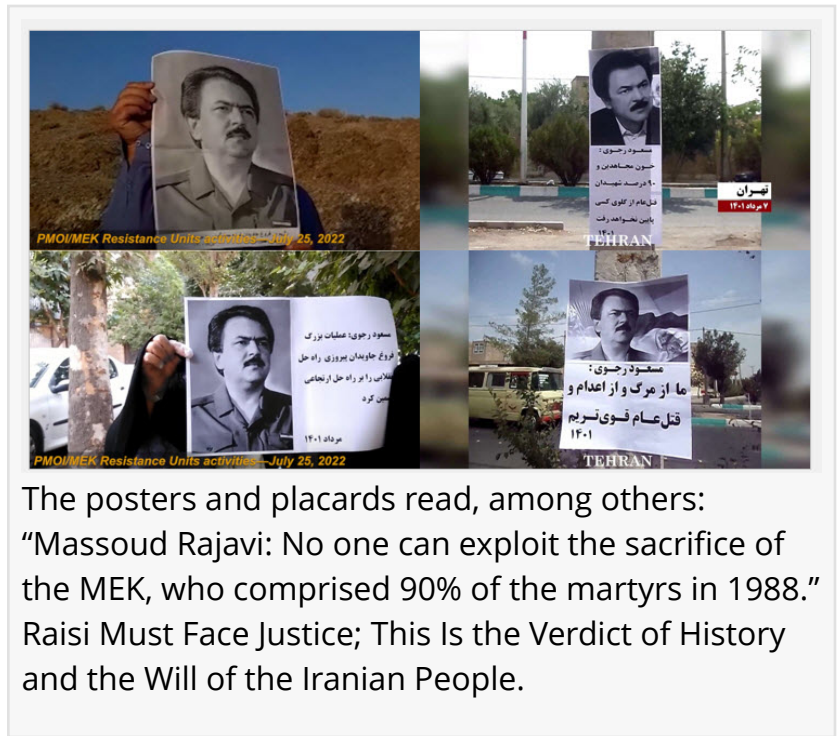 PMOI/MEK Resistance Units activities—July 25, 2022
مسعود رجوی:
خون مجاهدین و
۹۰ درصد شهیدان
قتل‌عام از گلوی کسی
پایین نخواهد رفت
۱۴۰۱
تهران
۷ مرداد ۱۴۰۱
TEHRAN
مسعود رجوی: عملیات بزرگ
فروغ جاویدان پیروزی راه حل
انقلابی را بر راه حل ارتجاعی
کرد
مرداد ۱۴۰۱
PMOI/MEK Resistance Units activities—July 25, 2022
مسعود رجوی:
ما از مرگ و از اعدام و
قتل‌عام قوی‌تریم
۱۴۰۱
TEHRAN
The posters and placards read, among others:
“Massoud Rajavi: No one can exploit the sacrifice of
the MEK, who comprised 90% of the martyrs in 1988.”
Raisi Must Face Justice; This Is the Verdict of History
and the Will of the Iranian People.